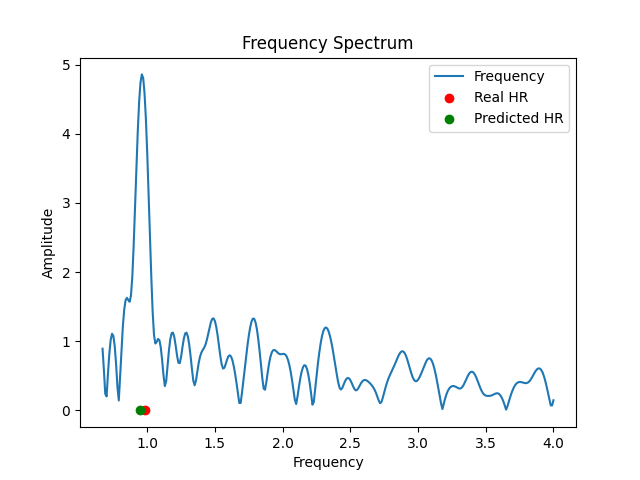 Frequency Spectrum
Frequency
Real HR
Predicted HR
Amplitude
5
4
3
2
1
0
1.0 1.5 2.0 2.5 3.0 3.5 4.0
Frequency